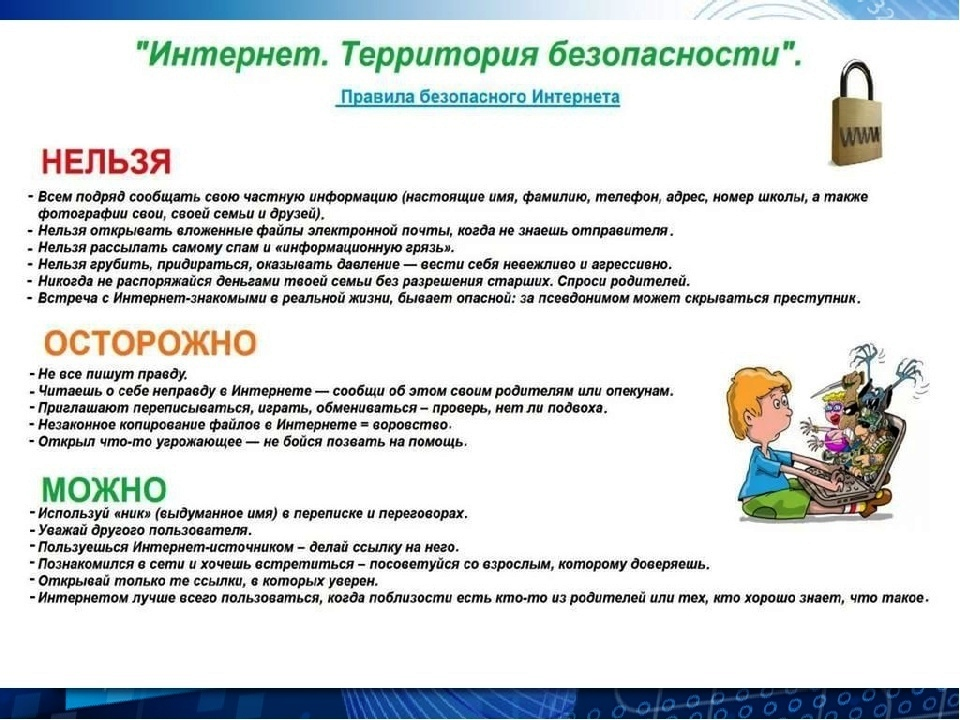 "Интернет. Территория безопасности".
Правила безопасного Интернета
WWW
НЕЛЬЗЯ
- Всем подряд сообщать свою частную информацию (настоящие имя, фамилию, телефон, адрес, номер школы, а также
фотографии свои, своей семьи и друзей).
- Нельзя открывать вложенные файлы электронной почты, когда не знаешь отправителя.
- Нельзя рассылать самому спам и «информационную грязь».
- Нельзя грубить, придираться, оказывать давление — вести себя невежливо и агрессивно.
- Никогда не распоряжайся деньгами твоей семьи без разрешения старших. Спроси родителей.
- Встреча с Интернет-знакомыми в реальной жизни, бывает опасной: за псевдонимом может скрываться преступник.
ОСТОРОЖНО
- Не все пишут правду.
- Читаешь о себе неправду в Интернете — сообщи об этом своим родителям или опекунам.
- Приглашают переписываться, играть, обмениваться – проверь, нет ли подвоха.
- Незаконное копирование файлов в Интернете = воровство.
- Открыл что-то угрожающее — не бойся позвать на помощь.
МОЖНО
- Используй «ник» (выдуманное имя) в переписке и переговорах.
- Уважай другого пользователя.
- Пользуешься Интернет-источником – делай ссылку на него.
- Познакомился в сети и хочешь встретиться – посоветуйся со взрослым, которому доверяешь.
- Открывай только те ссылки, в которых уверен.
- Интернетом лучше всего пользоваться, когда поблизости есть кто-то из родителей или тех, кто хорошо знает, что такое.